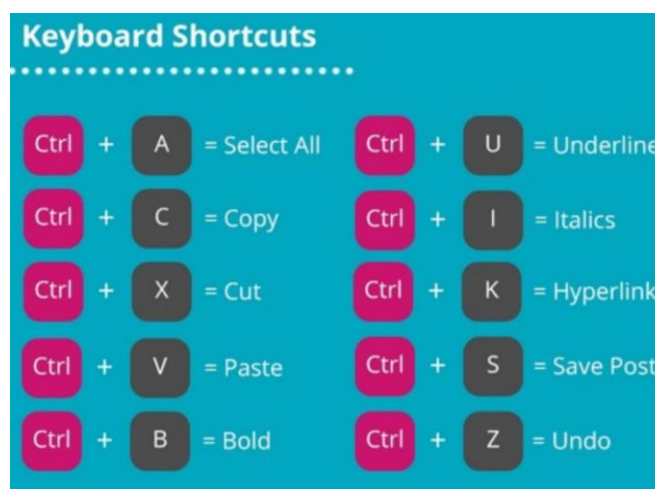 Keyboard Shortcuts
Ctrl + A = Select All
Ctrl + U = Underline
Ctrl + C = Copy
Ctrl + I = Italics
Ctrl + X = Cut
Ctrl + K = Hyperlink
Ctrl + V = Paste
Ctrl + S = Save Post
Ctrl + B = Bold
Ctrl + Z = Undo